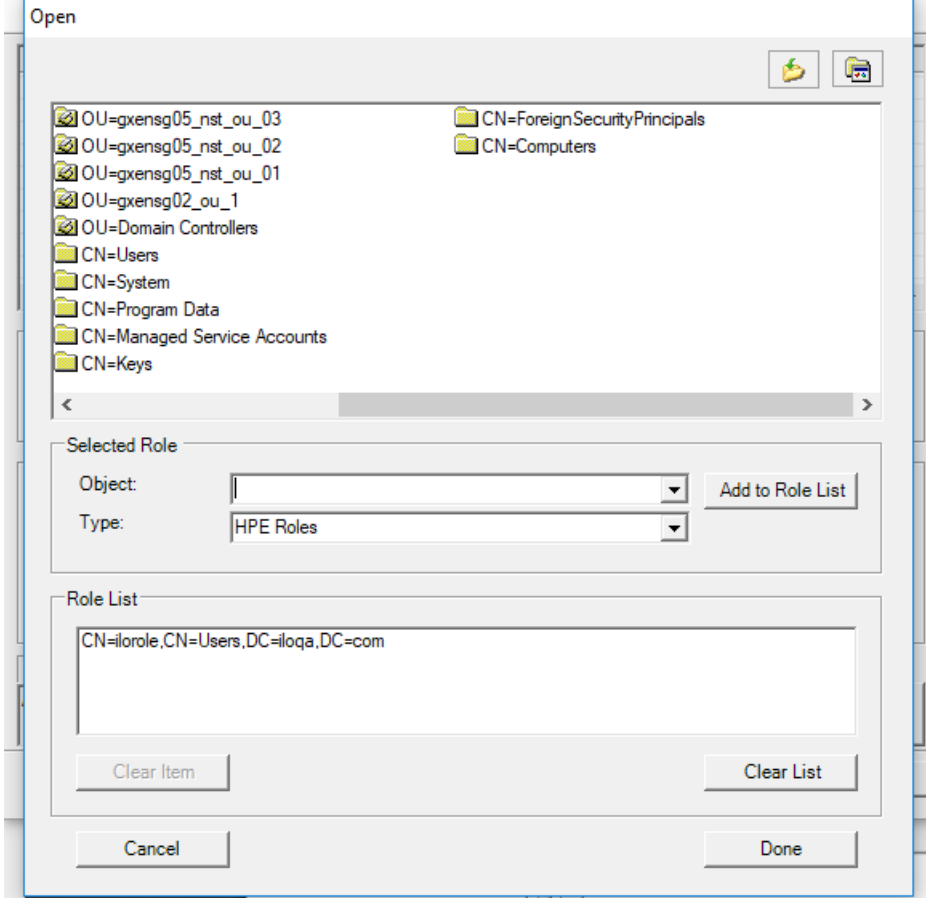 Open
OU=gxensg05_nst_ou_03
OU=gxensg05_nst_ou_02
OU=gxensg05_nst_ou_01
OU=gxensg02_ou_1
OU=Domain Controllers
CN=Users
CN=System
CN=Program Data
CN=Managed Service Accounts
CN=Keys
CN=ForeignSecurityPrincipals
CN=Computers
Selected Role
Object:
Add to Role List
Type:
HPE Roles
Role List
CN=ilorole,CN=Users,DC=iloqa,DC=com
Clear Item
Clear List
Cancel
Done